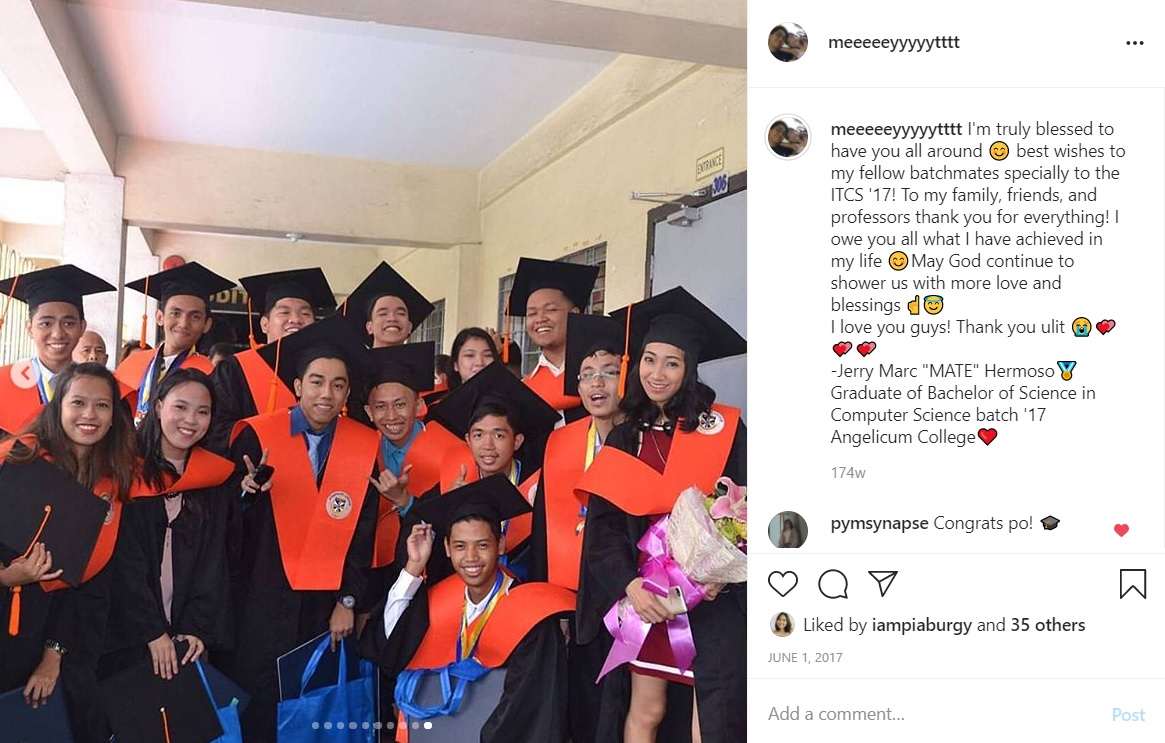 ENTRANCE
306
meeeeeyyyyytttt
meeeeeyyyyytttt I'm truly blessed to
have you all around 😊 best wishes to
my fellow batchmates specially to the
ITCS '17! To my family, friends, and
professors thank you for everything! I
owe you all what I have achieved in
my life 😊May God continue to
shower us with more love and
blessings ☝😇
I love you guys! Thank you ulit 😭💕
💕💕
-Jerry Marc "MATE" Hermoso🏅
Graduate of Bachelor of Science in
Computer Science batch '17
Angelicum College❤
174w
pymsynapse Congrats po! 🎓
Liked by iampiaburgy and 35 others
JUNE 1, 2017
Add a comment...
Post